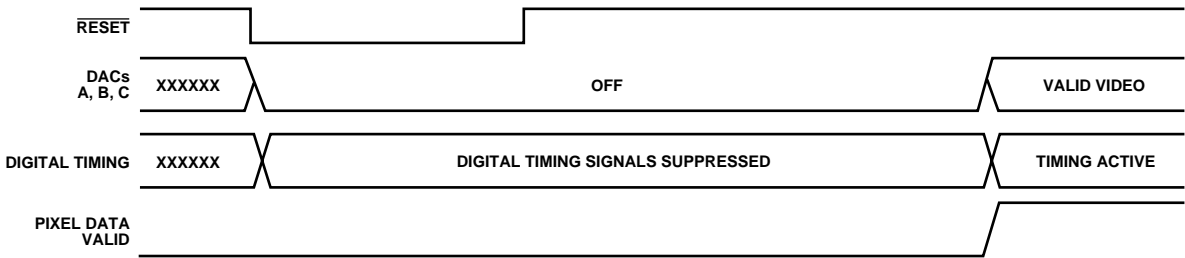 RESET
DACs
A, B, C
XXXXXX
OFF
VALID VIDEO
DIGITAL TIMING
XXXXXX
DIGITAL TIMING SIGNALS SUPPRESSED
TIMING ACTIVE
PIXEL DATA
VALID